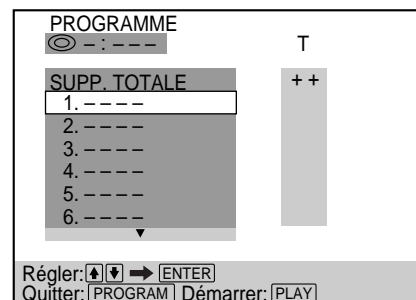 PROGRAMME
– : – – – T
SUPP. TOTALE + +
1. – – – –
2. – – – –
3. – – – –
4. – – – –
5. – – – –
6. – – – –
Régler: ENTER
Quitter: PROGRAM Démarrer: PLAY